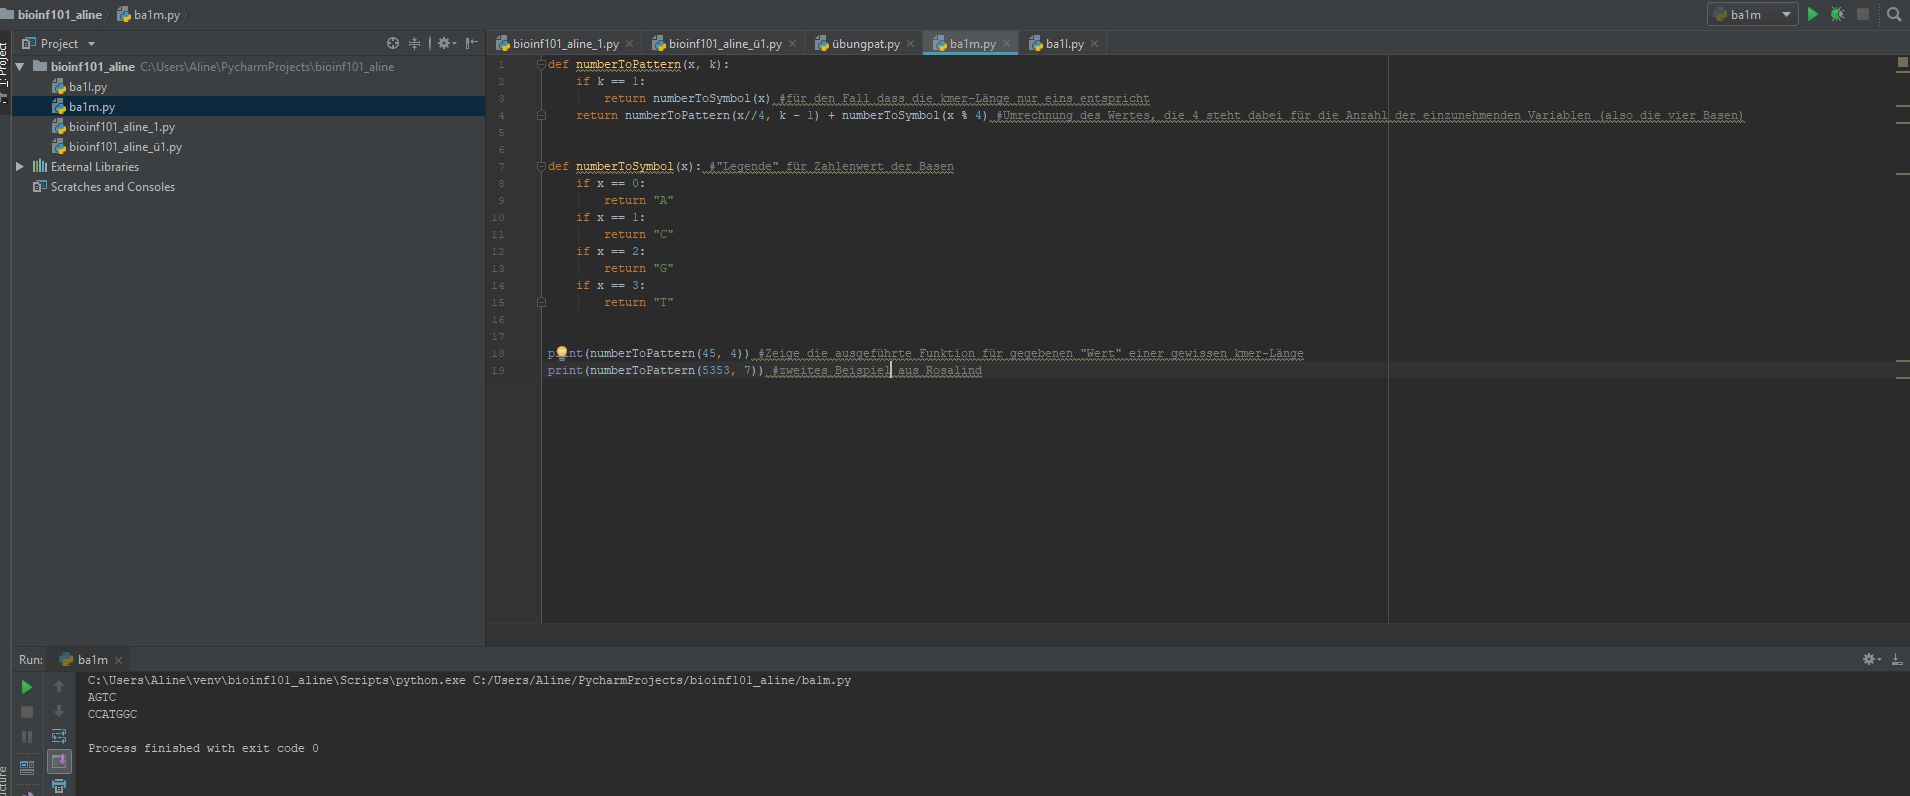 bioinf101_aline ba1m.py ba1m
Project bioinf101_aline_1.py bioinf101_aline_ü1.py übungpat.py ba1m.py ba1l.py
1: Project
bioinf101_aline C:\Users\Aline\PycharmProjects\bioinf101_aline
ba1l.py
ba1m.py
bioinf101_aline_1.py
bioinf101_aline_ü1.py
External Libraries
Scratches and Consoles
1 def numberToPattern(x, k):
2 if k == 1:
3 return numberToSymbol(x) #für den Fall dass die kmer-Länge nur eins entspricht
4 return numberToPattern(x//4, k - 1) + numberToSymbol(x % 4) #Umrechnung des Wertes, die 4 steht dabei für die Anzahl der einzunehmenden Variablen (also die vier Basen)
5
6
7 def numberToSymbol(x): #"Legende" für Zahlenwert der Basen
8 if x == 0:
9 return "A"
10 if x == 1:
11 return "C"
12 if x == 2:
13 return "G"
14 if x == 3:
15 return "T"
16
17
18 print(numberToPattern(45, 4)) #Zeige die ausgeführte Funktion für gegebenen "Wert" einer gewissen kmer-Länge
19 print(numberToPattern(5353, 7)) #zweites Beispiel aus Rosalind
Run: ba1m
C:\Users\Aline\venv\bioinf101_aline\Scripts\python.exe C:/Users/Aline/PycharmProjects/bioinf101_aline/ba1m.py
AGTC
CCATGGC
Process finished with exit code 0